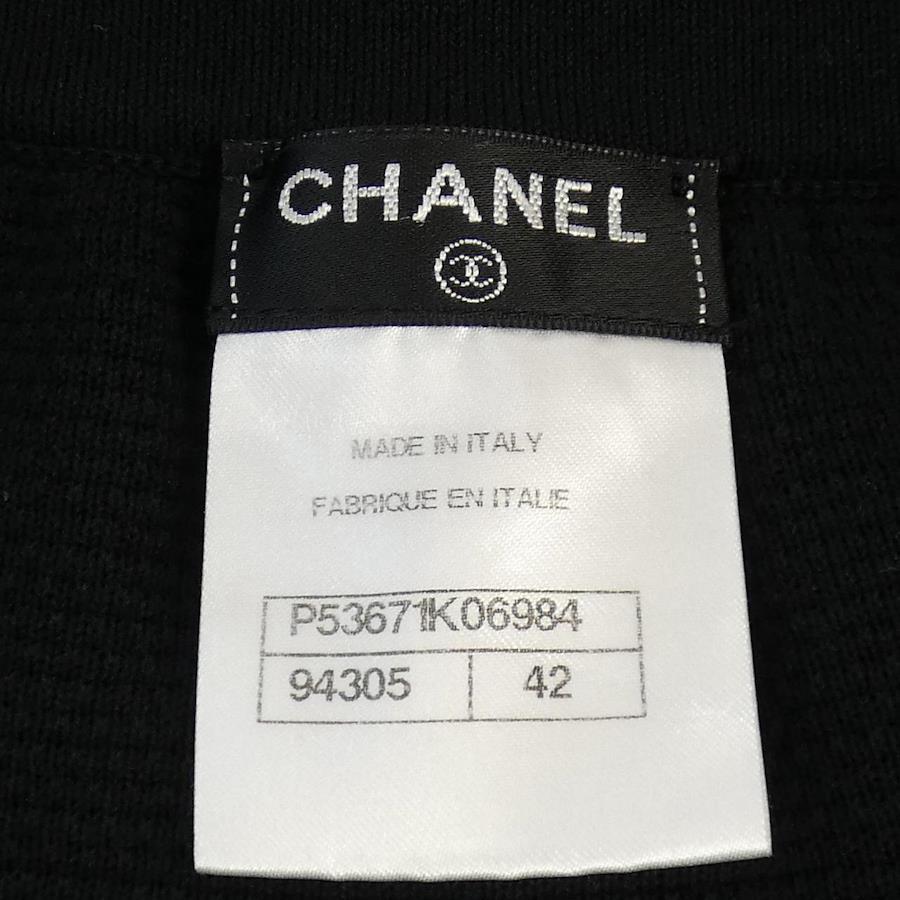 CHANEL
MADE IN ITALY
FABRIQUE EN ITALIE
P53671K06984
94305 42